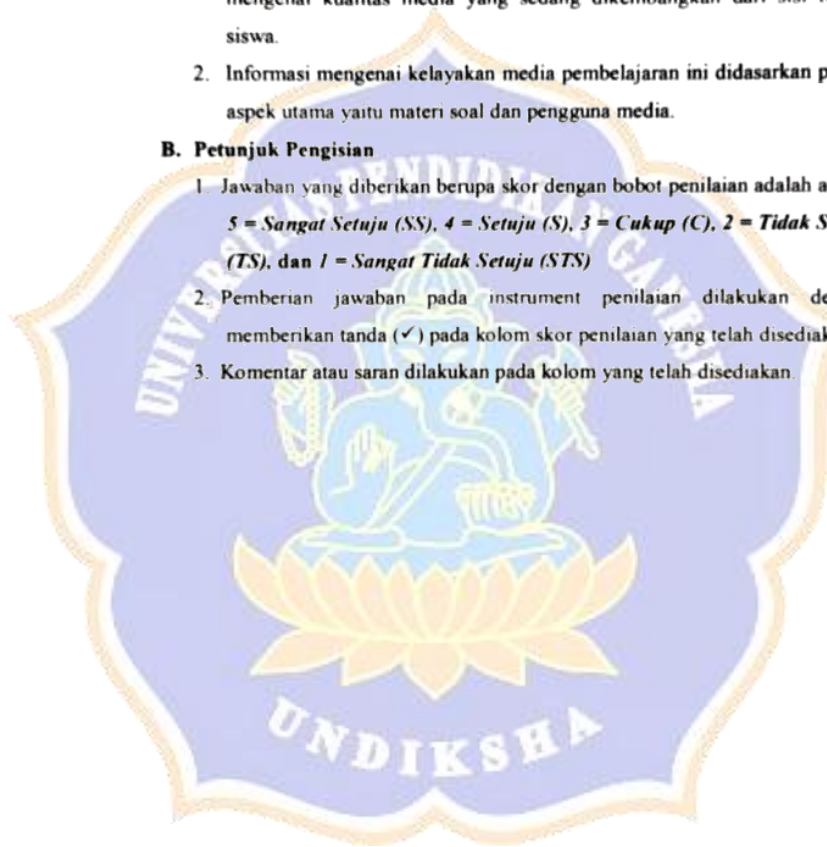 siswa.
2. Informasi mengenai kelayakan media pembelajaran ini didasarkan p
aspek utama yaitu materi soal dan pengguna media.
B. Petunjuk Pengisian
1. Jawaban yang diberikan berupa skor dengan bobot penilaian adalah a
5 = Sangat Setuju (SS), 4 = Setuju (S), 3 = Cukup (C), 2 = Tidak S
(TS), dan 1 = Sangat Tidak Setuju (STS)
2. Pemberian jawaban pada instrument penilaian dilakukan de
memberikan tanda (✓) pada kolom skor penilaian yang telah disediak
3. Komentar atau saran dilakukan pada kolom yang telah disediakan.
UNIVERSITAS PENDIDIKAN GANESHA
UNDIKSHA